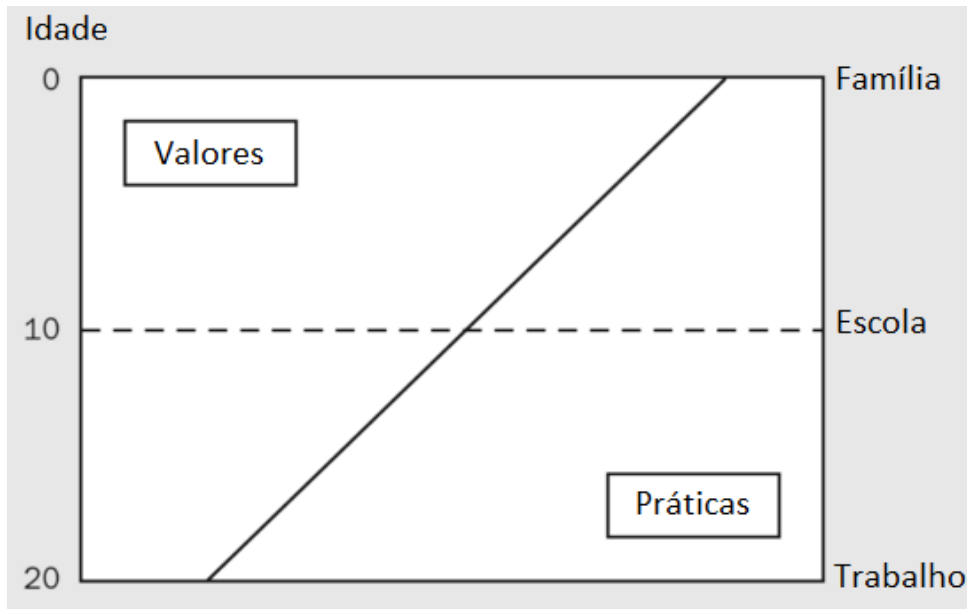 Idade
0
Família
Valores
10
Escola
Práticas
20
Trabalho